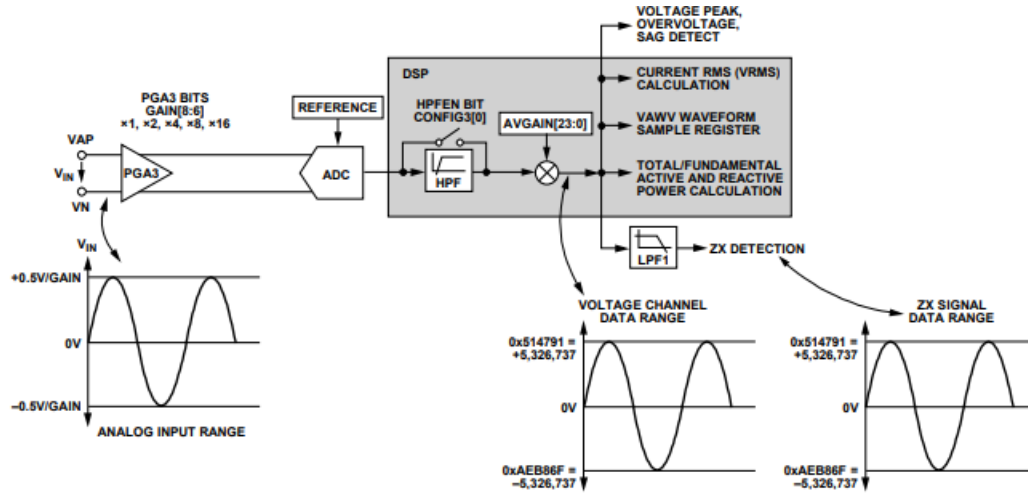 VOLTAGE PEAK,
OVERVOLTAGE,
SAG DETECT
DSP
CURRENT RMS (VRMS)
CALCULATION
PGA3 BITS
GAIN[8:6]
×1, ×2, ×4, ×8, ×16
REFERENCE
HPFEN BIT
CONFIG3[0]
AVGAIN[23:0]
VAWV WAVEFORM
SAMPLE REGISTER
VAP
VIN
VN
PGA3
ADC
HPF
TOTAL/FUNDAMENTAL
ACTIVE AND REACTIVE
POWER CALCULATION
LPF1
ZX DETECTION
VIN
+0.5V/GAIN
0V
–0.5V/GAIN
ANALOG INPUT RANGE
VOLTAGE CHANNEL
DATA RANGE
0x514791 =
+5,326,737
0V
0xAEB86F =
–5,326,737
ZX SIGNAL
DATA RANGE
0x514791 =
+5,326,737
0V
0xAEB86F =
–5,326,737